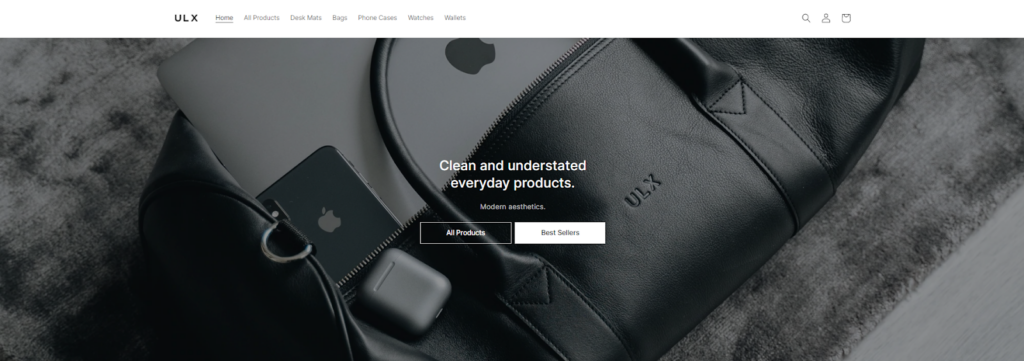 ULX
Home
All Products
Desk Mats
Bags
Phone Cases
Watches
Wallets
Clean and understated
everyday products.
ULX
Modern aesthetics.
All Products
Best Sellers